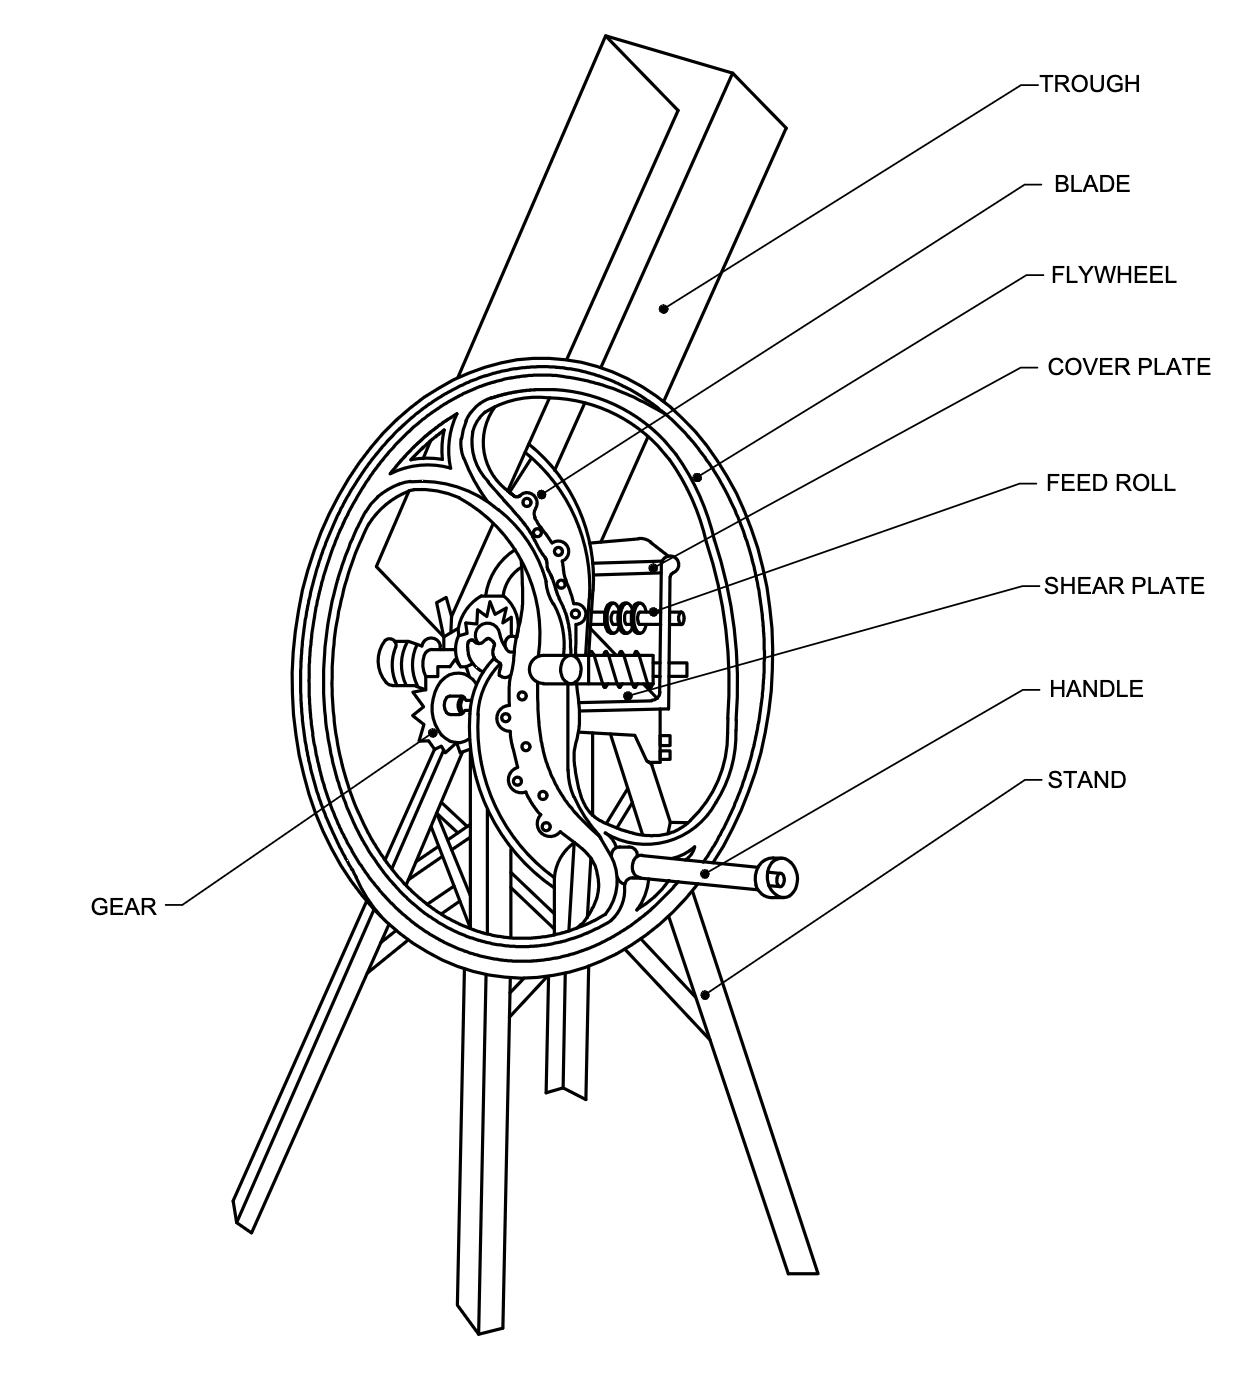 TROUGH
BLADE
FLYWHEEL
COVER PLATE
FEED ROLL
SHEAR PLATE
HANDLE
STAND
GEAR